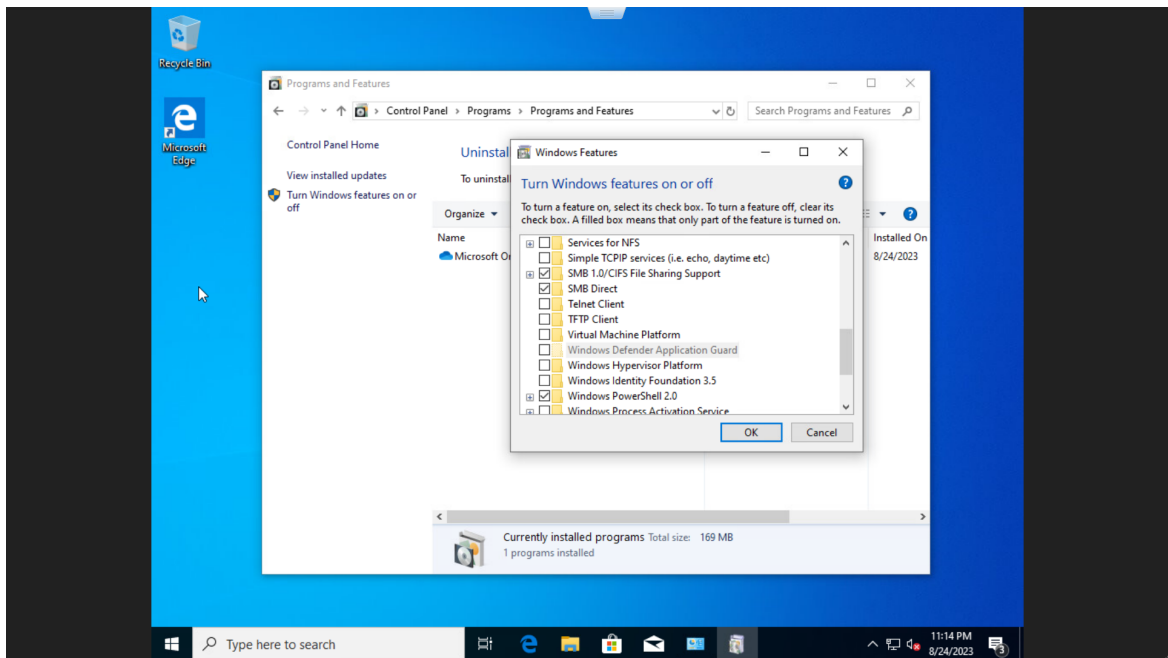 Recycle Bin
Microsoft
Edge
Programs and Features
Control Panel > Programs > Programs and Features
Search Programs and Features
Control Panel Home
View installed updates
Turn Windows features on or
off
Uninstal
To uninstall
Organize
Name
Installed On
Microsoft On
8/24/2023
Windows Features
Turn Windows features on or off
To turn a feature on, select its check box. To turn a feature off, clear its
check box. A filled box means that only part of the feature is turned on.
Services for NFS
Simple TCPIP services (i.e. echo, daytime etc)
SMB 1.0/CIFS File Sharing Support
SMB Direct
Telnet Client
TFTP Client
Virtual Machine Platform
Windows Defender Application Guard
Windows Hypervisor Platform
Windows Identity Foundation 3.5
Windows PowerShell 2.0
Windows Process Activation Service
OK
Cancel
Currently installed programs Total size: 169 MB
1 programs installed
Type here to search
11:14 PM
8/24/2023
3